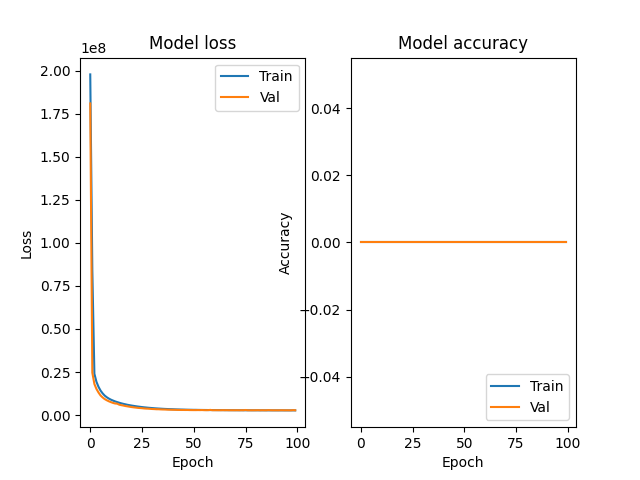 Model loss
1e8
2.00
1.75
1.50
1.25
1.00
0.75
0.50
0.25
0.00
Loss
0 25 50 75 100
Epoch
Train
Val
Model accuracy
0.04
0.02
0.00
−0.02
−0.04
Accuracy
0 25 50 75 100
Epoch
Train
Val